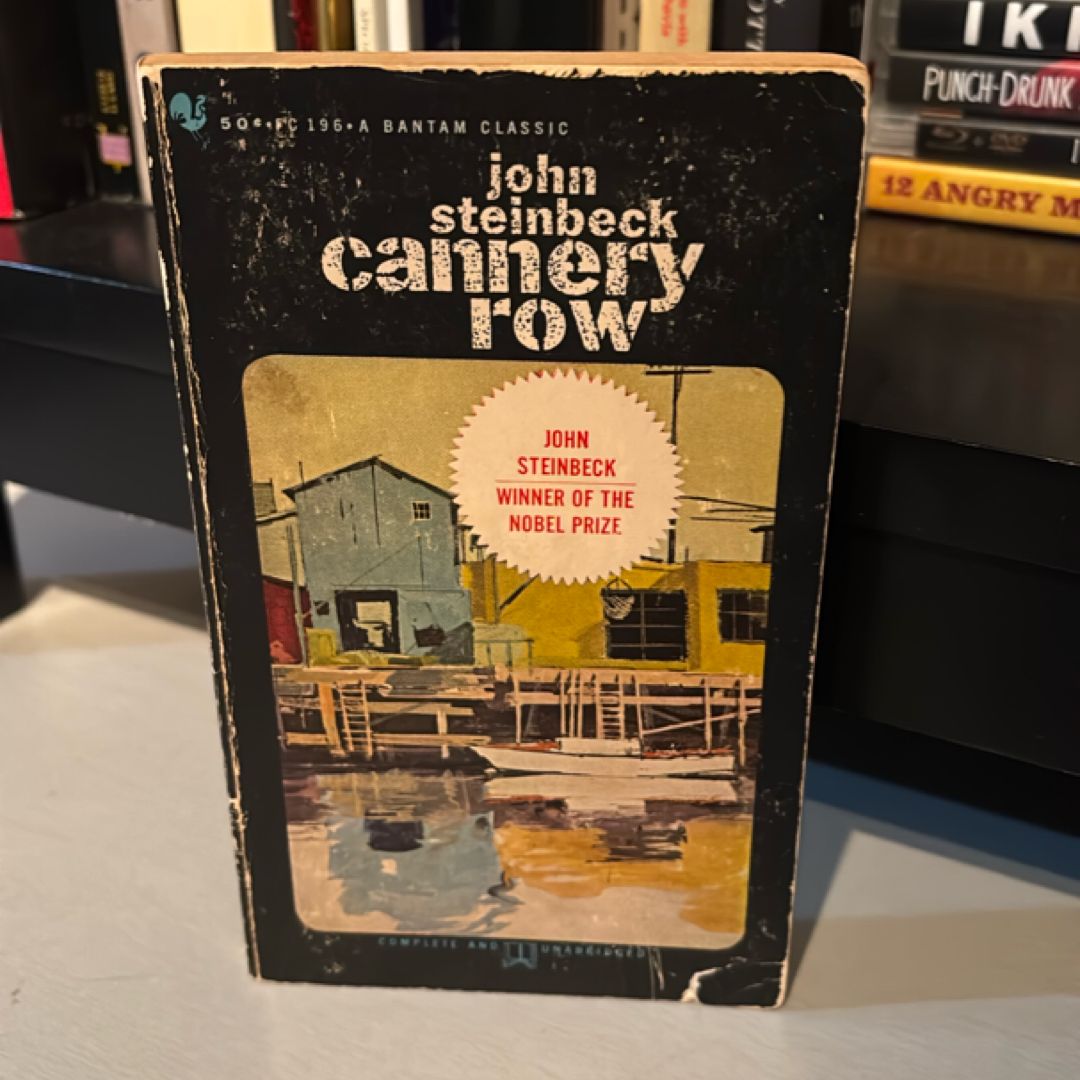 50¢•FC 196•A BANTAM CLASSIC
john
steinbeck
cannery
row
JOHN
STEINBECK
WINNER OF THE
NOBEL PRIZE
COMPLETE AND UNABRIDGED
IKI
PUNCH-DRUNK
12 ANGRY M